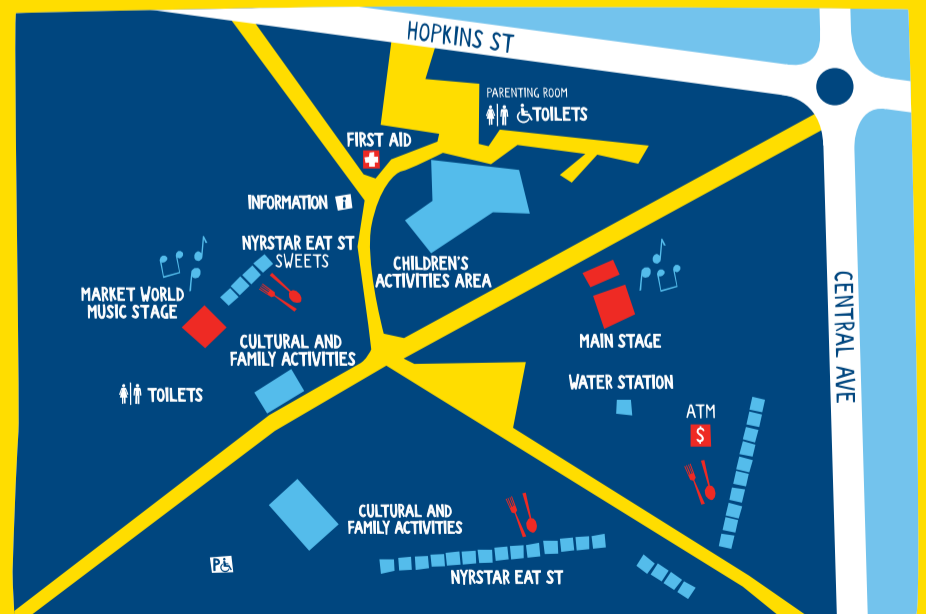 HOPKINS ST
PARENTING ROOM
TOILETS
FIRST AID
INFORMATION i
NYRSTAR EAT ST
SWEETS
CHILDREN'S
ACTIVITIES AREA
MARKET WORLD
MUSIC STAGE
CULTURAL AND
FAMILY ACTIVITIES
MAIN STAGE
CENTRAL AVE
TOILETS
WATER STATION
ATM
$
CULTURAL AND
FAMILY ACTIVITIES
P
NYRSTAR EAT ST